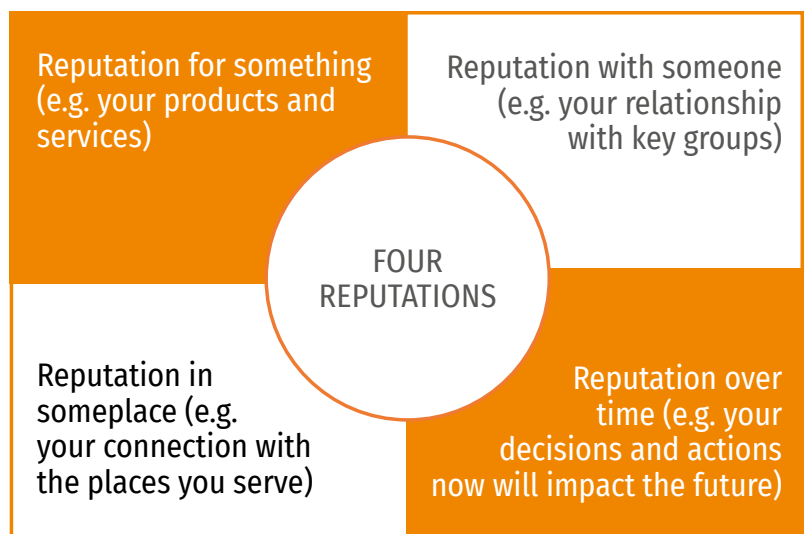 Reputation for something
(e.g. your products and
services)
Reputation with someone
(e.g. your relationship
with key groups)
FOUR
REPUTATIONS
Reputation in
someplace (e.g.
your connection with
the places you serve)
Reputation over
time (e.g. your
decisions and actions
now will impact the future)